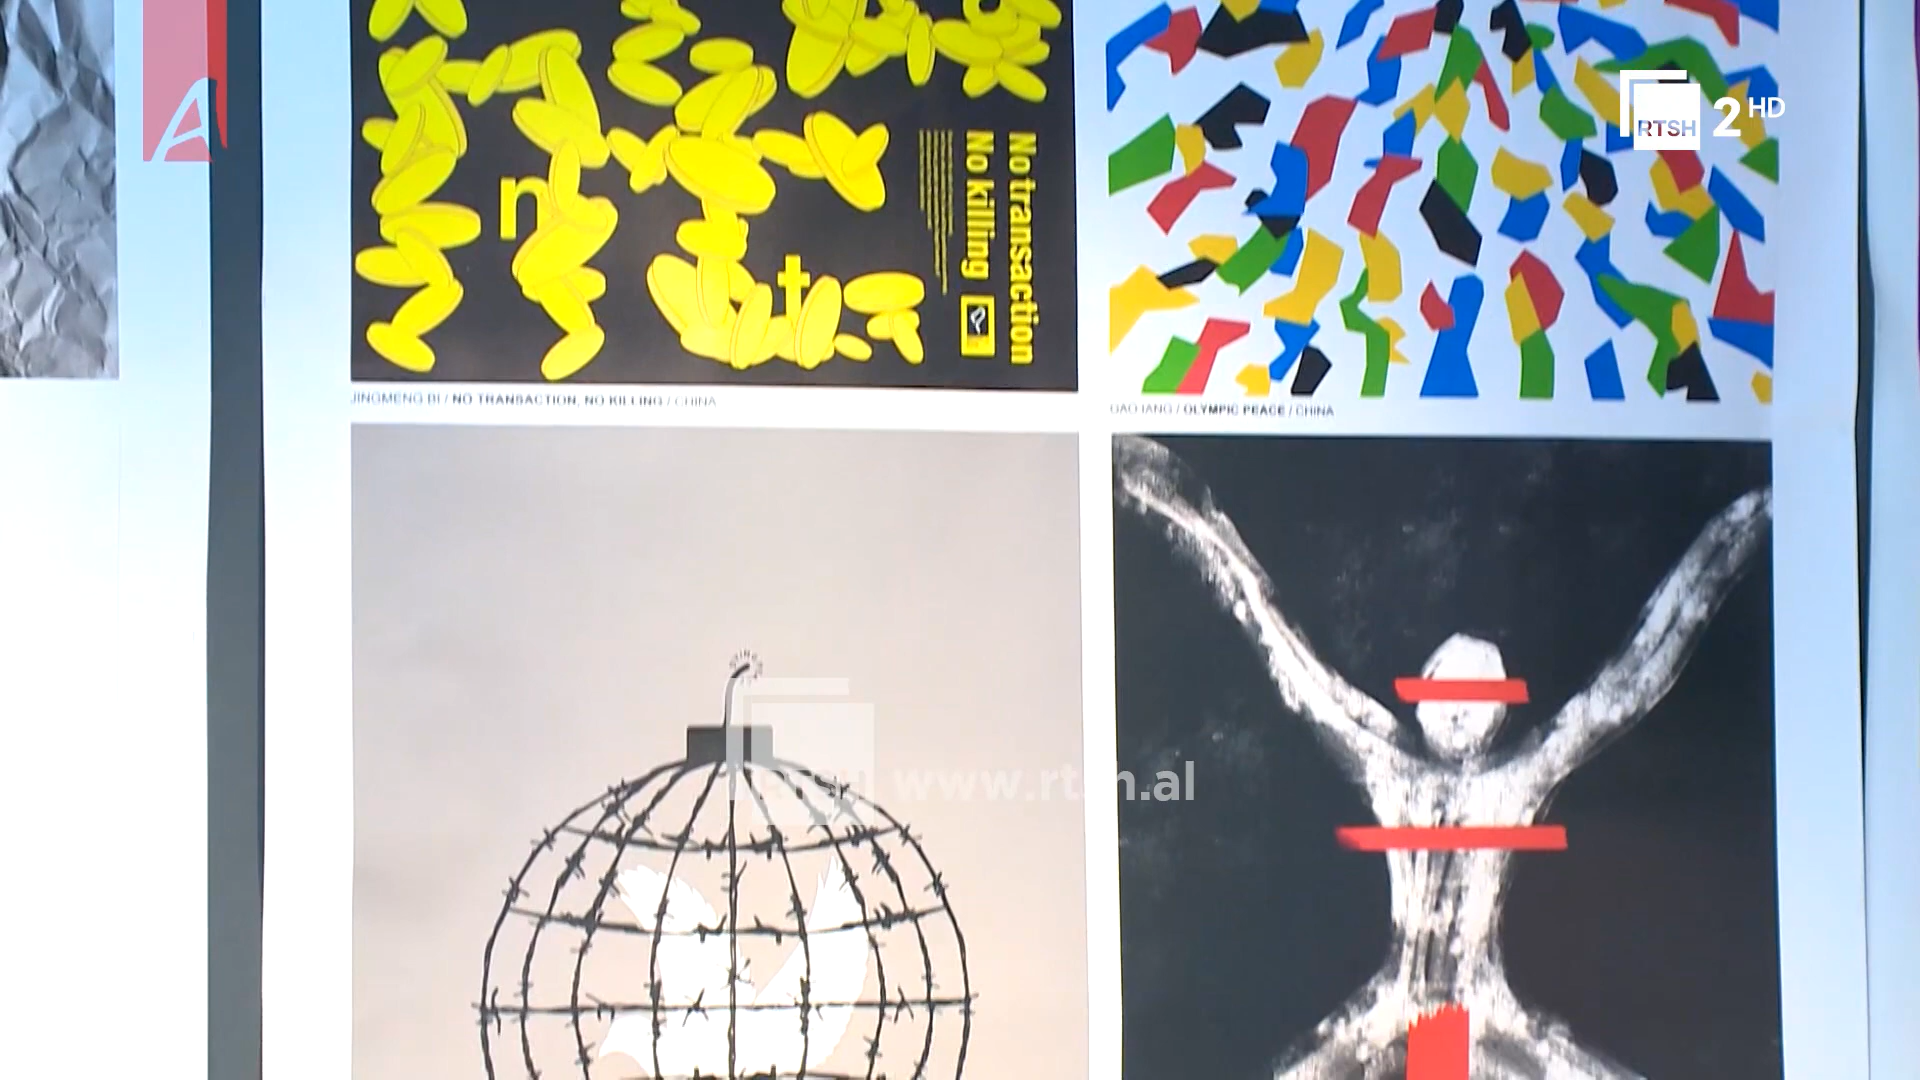 A
RTSH 2 HD
n
t
No transaction
No killing
JINGMENG BI / NO TRANSACTION, NO KILLING / CHINA
/ OLYMPIC PEACE / CHINA
www.rtsh.al